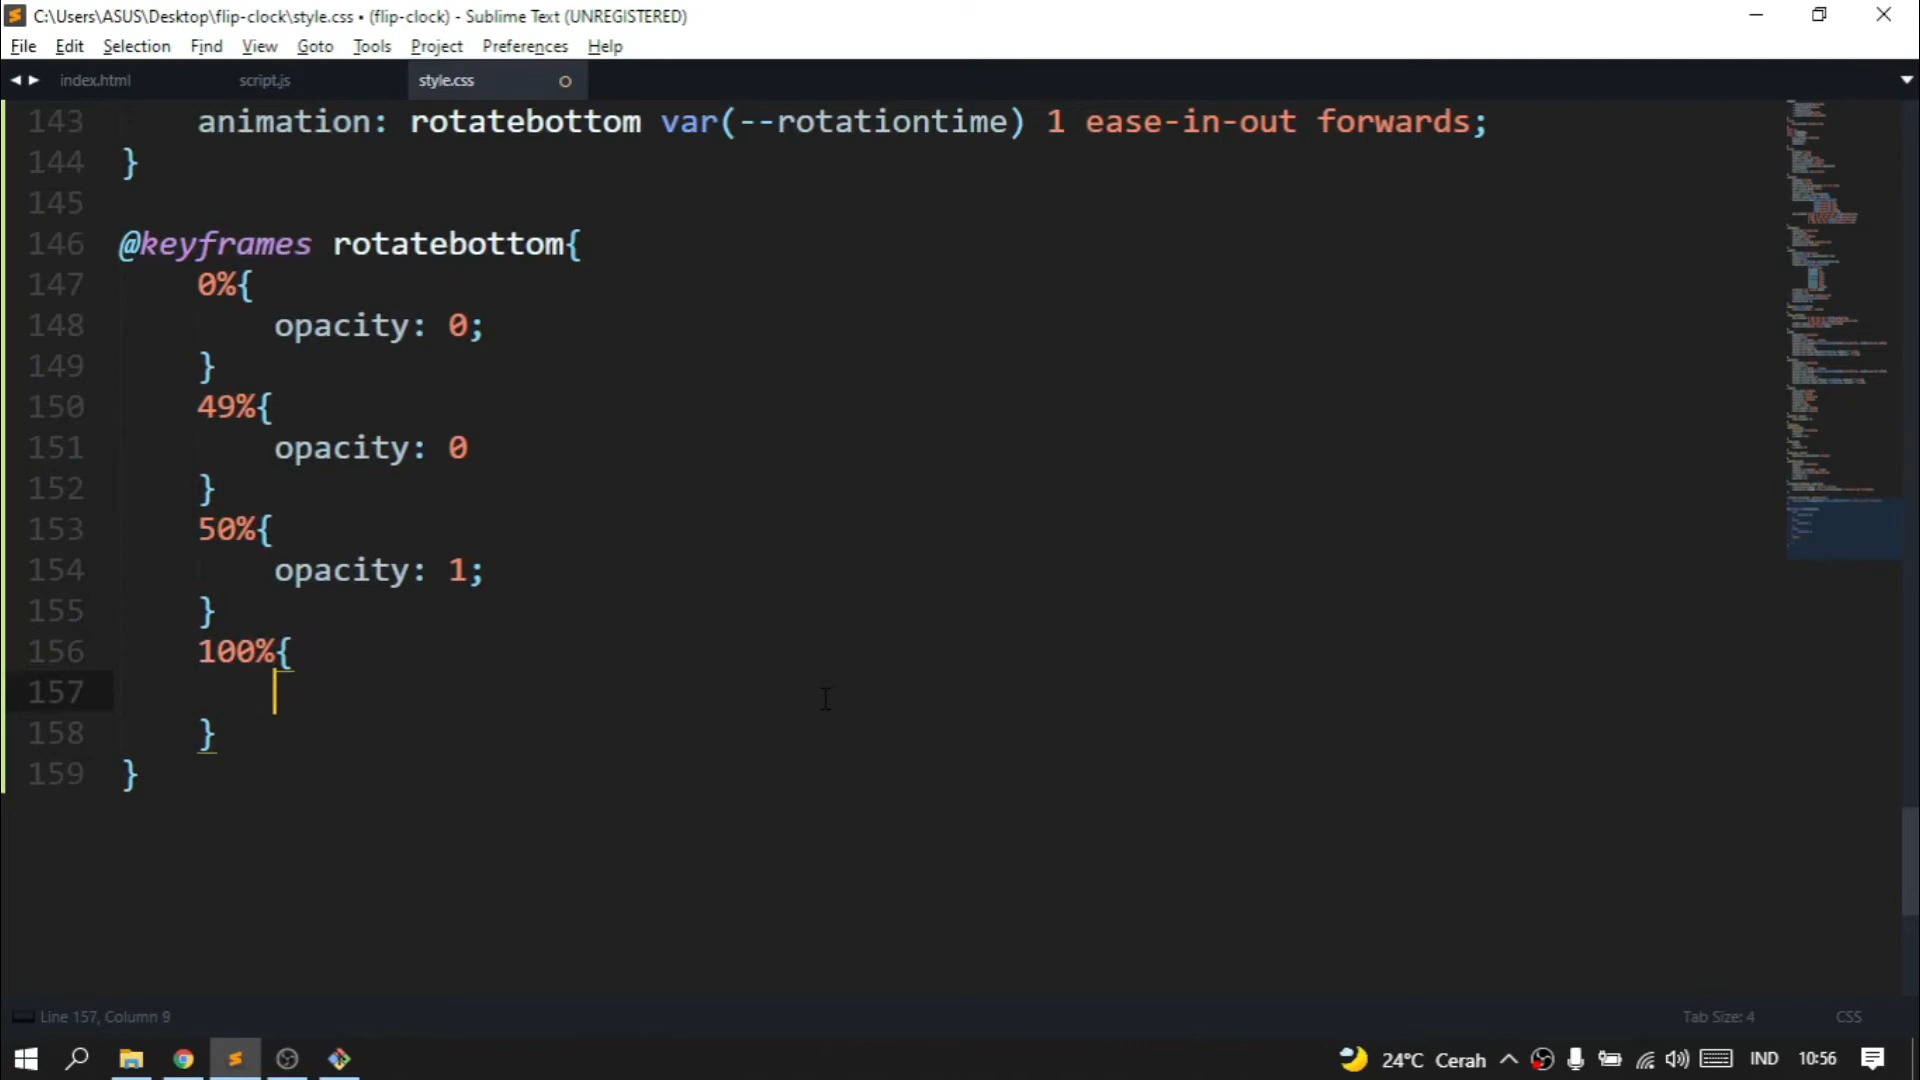 C:\Users\ASUS\Desktop\flip-clock\style.css • (flip-clock) - Sublime Text (UNREGISTERED)
File Edit Selection Find View Goto Tools Project Preferences Help
index.html script.js style.css
143 animation: rotatebottom var(--rotationtime) 1 ease-in-out forwards;
144 }
145
146 @keyframes rotatebottom{
147 0%{
148 opacity: 0;
149 }
150 49%{
151 opacity: 0
152 }
153 50%{
154 opacity: 1;
155 }
156 100%{
157
158 }
159 }
Line 157, Column 9 Tab Size: 4 CSS
24°C Cerah IND 10:56